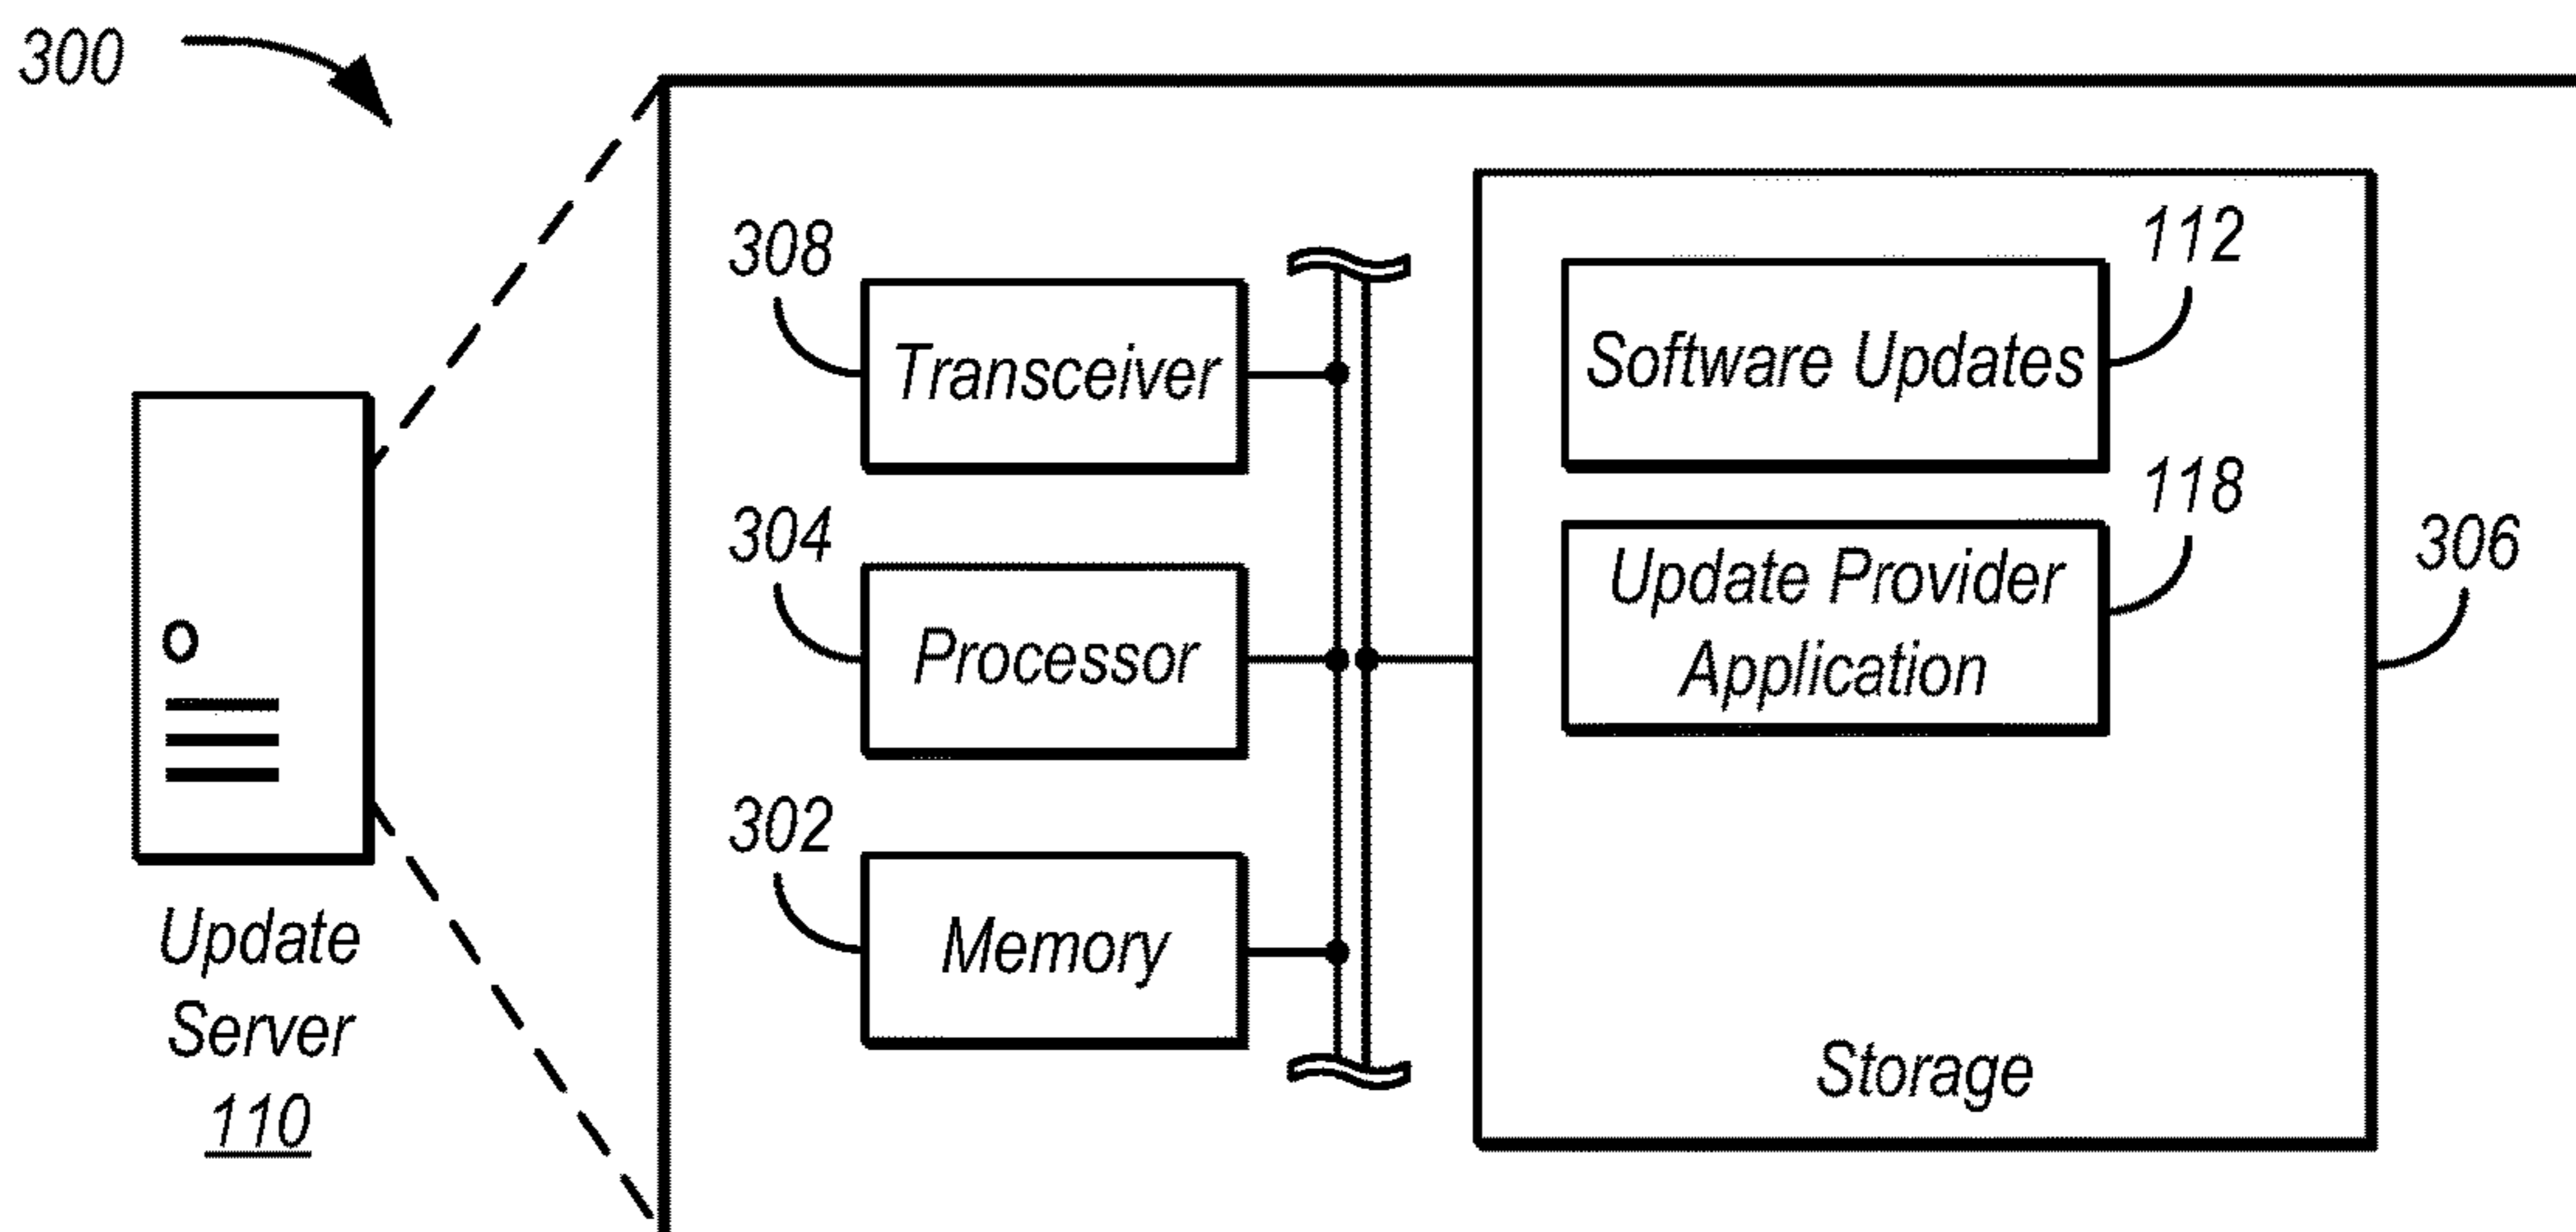 300
308
Transceiver
304
Processor
302
Memory
112
Software Updates
118
Update Provider
Application
306
Storage
Update
Server
110